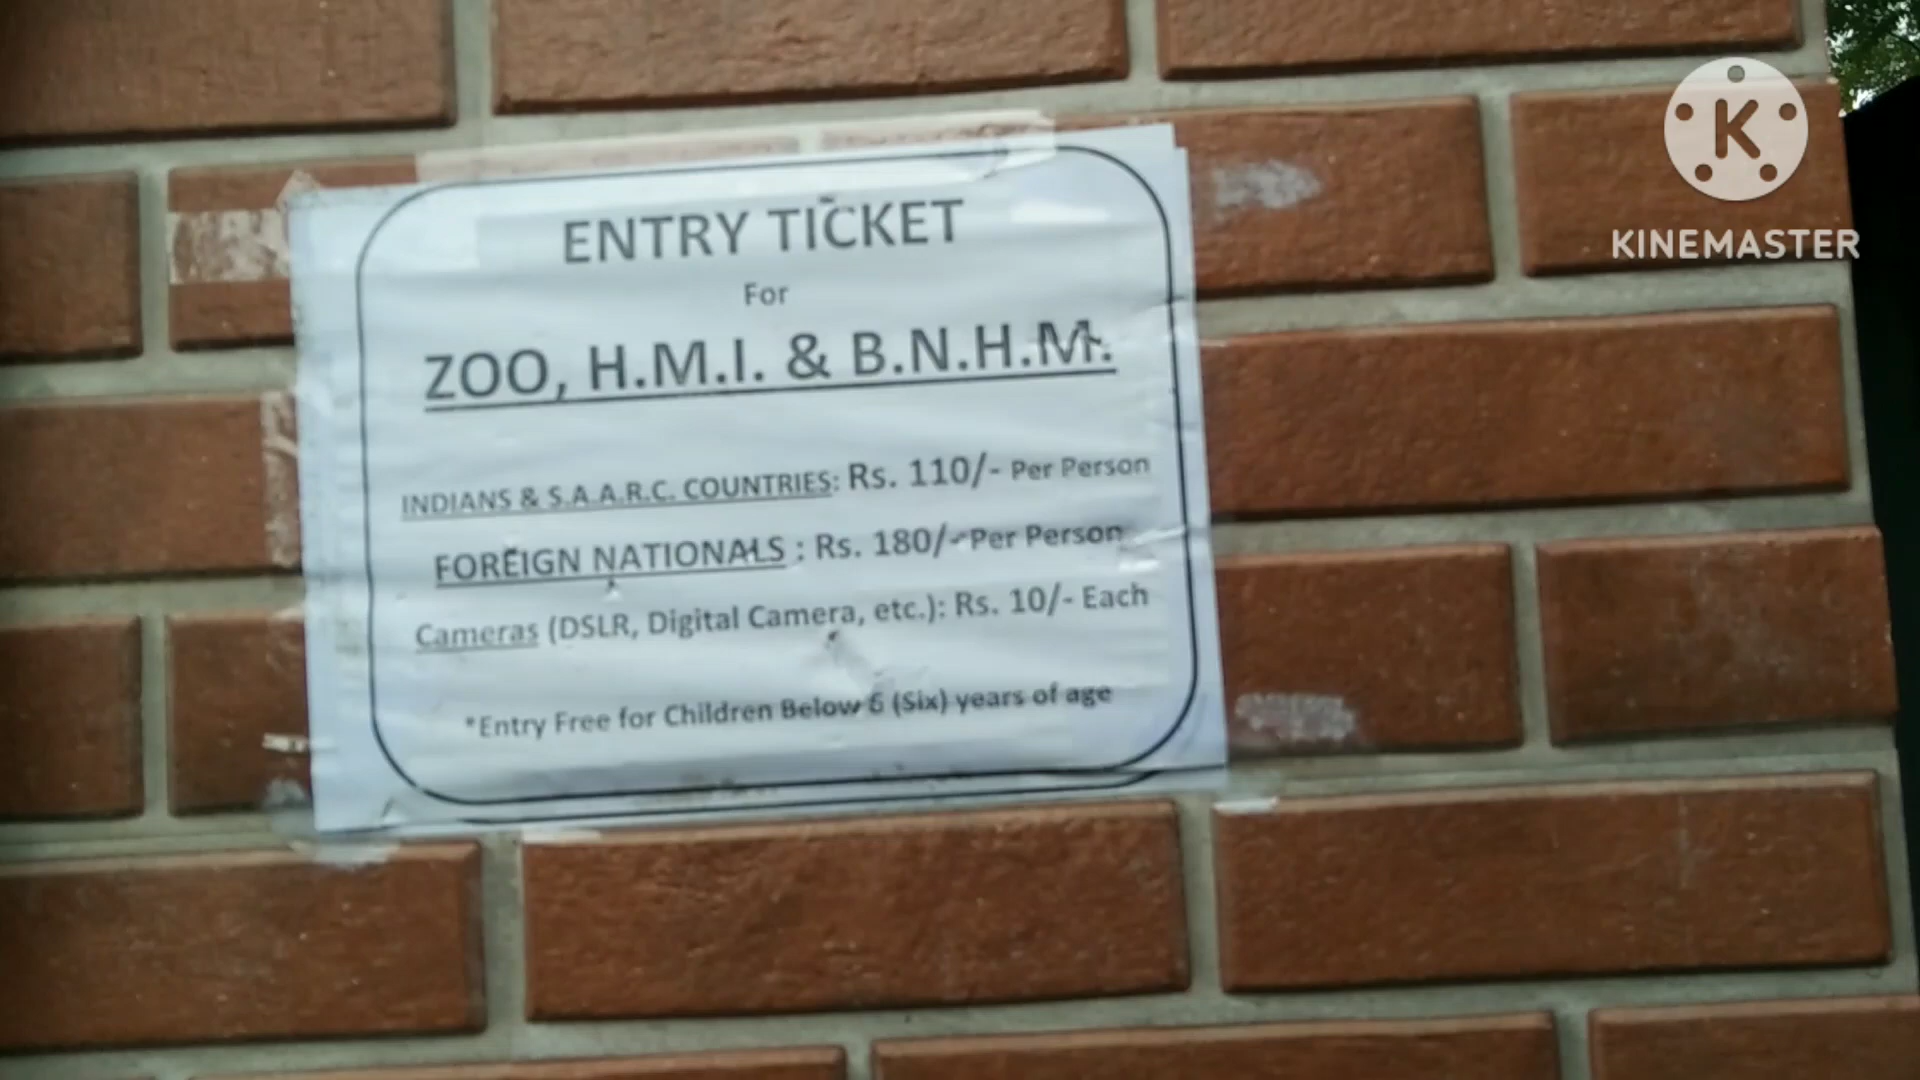 ENTRY TICKET
For
ZOO, H.M.I. & B.N.H.M.
INDIANS & S.A.A.R.C. COUNTRIES: Rs. 110/- Per Person
FOREIGN NATIONALS : Rs. 180/- Per Person
Cameras (DSLR, Digital Camera, etc.): Rs. 10/- Each
*Entry Free for Children Below 6 (Six) years of age
K
KINEMASTER